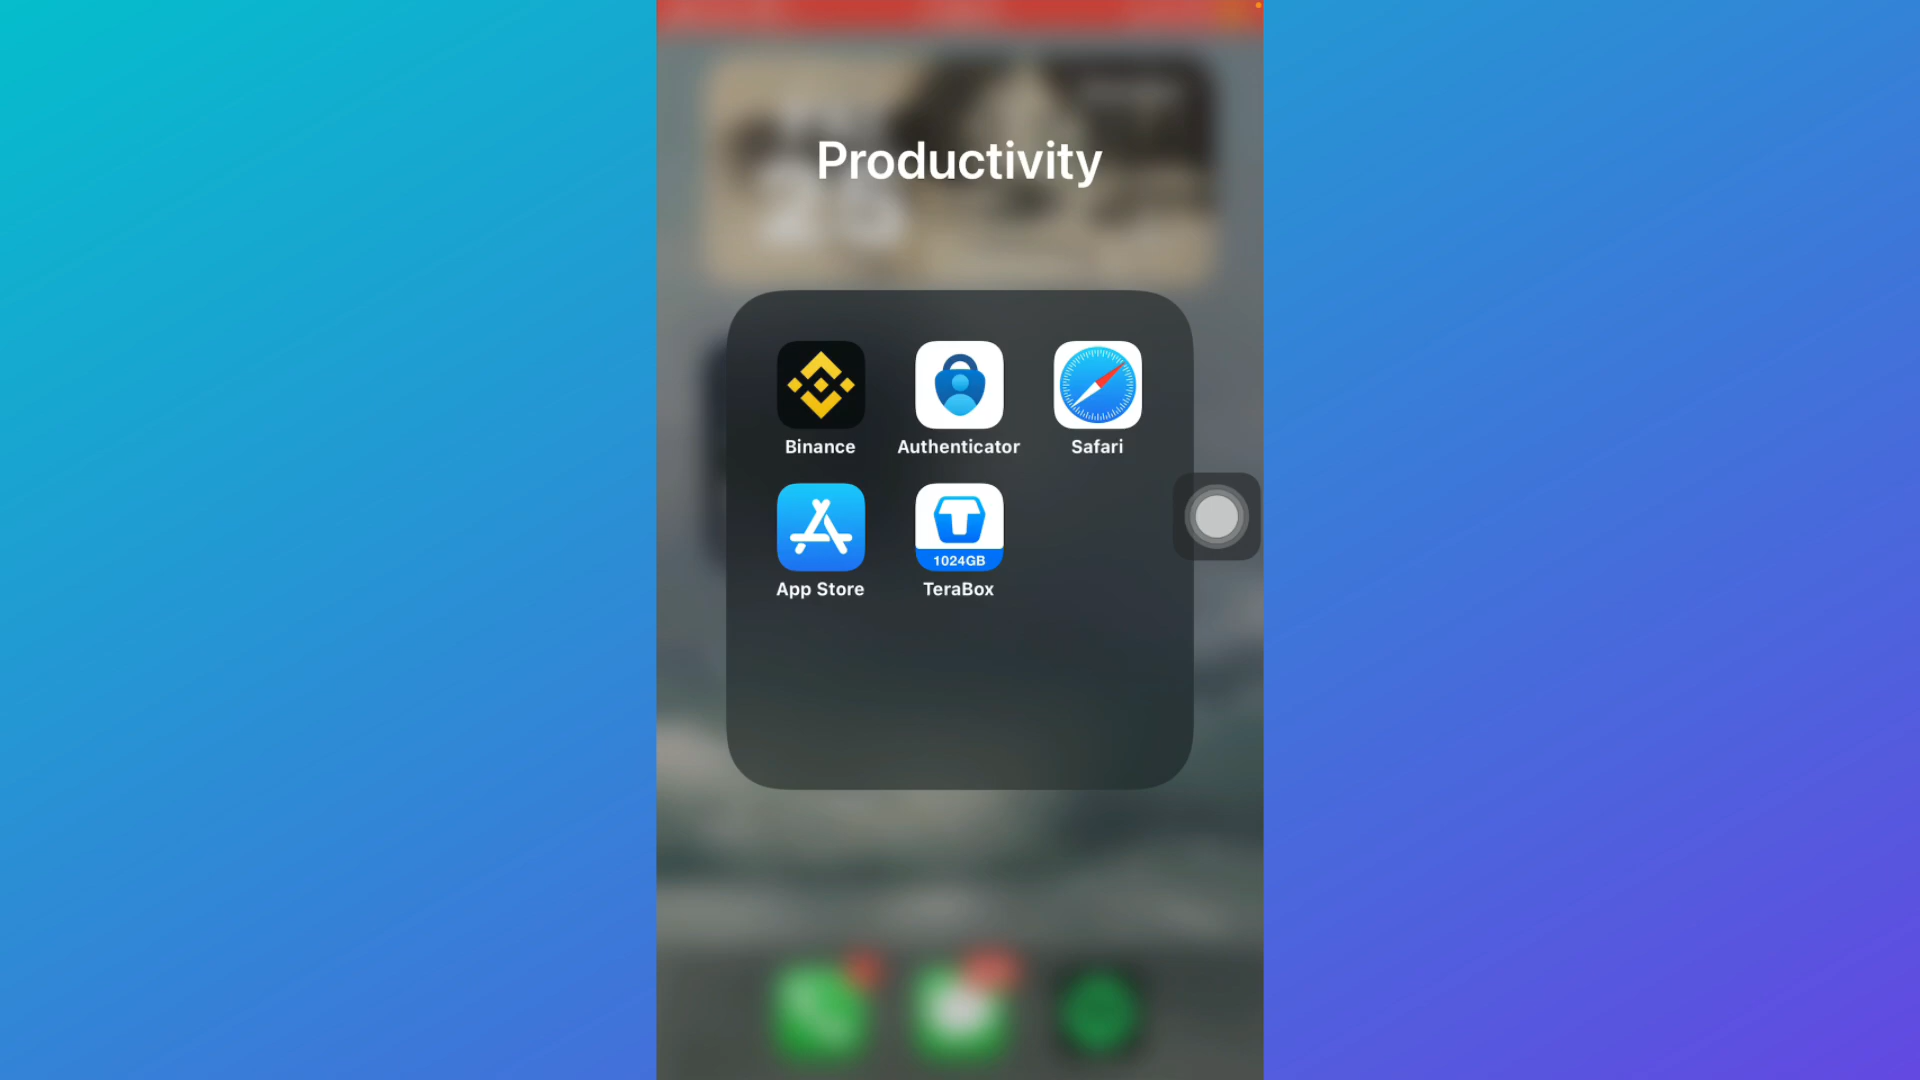 Productivity
Binance
Authenticator
Safari
1024GB
App Store
TeraBox